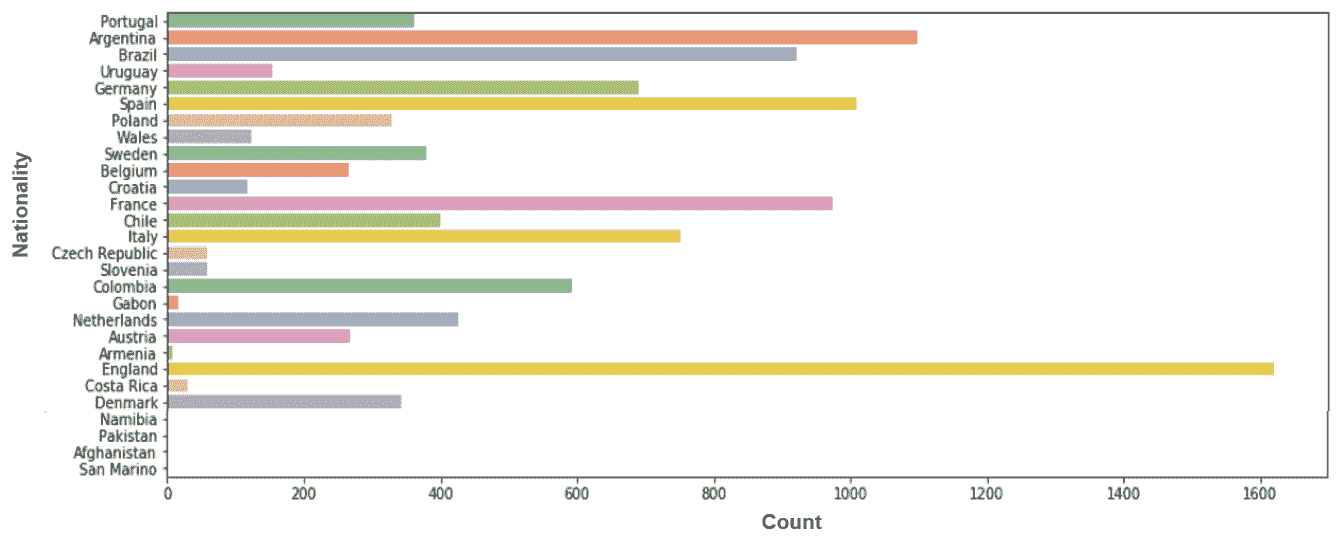 Portugal
Argentina
Brazil
Uruguay
Germany
Spain
Poland
Wales
Sweden
Belgium
Croatia
France
Chile
Italy
Czech Republic
Slovenia
Colombia
Gabon
Netherlands
Austria
Armenia
England
Costa Rica
Denmark
Namibia
Pakistan
Afghanistan
San Marino
Nationality
0 200 400 600 800 1000 1200 1400 1600
Count